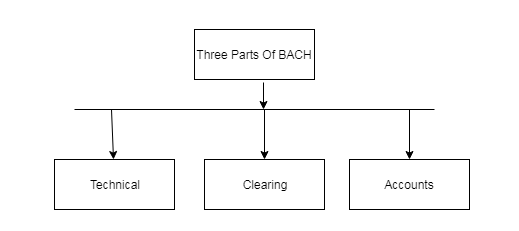 Three Parts Of BACH
Technical
Clearing
Accounts